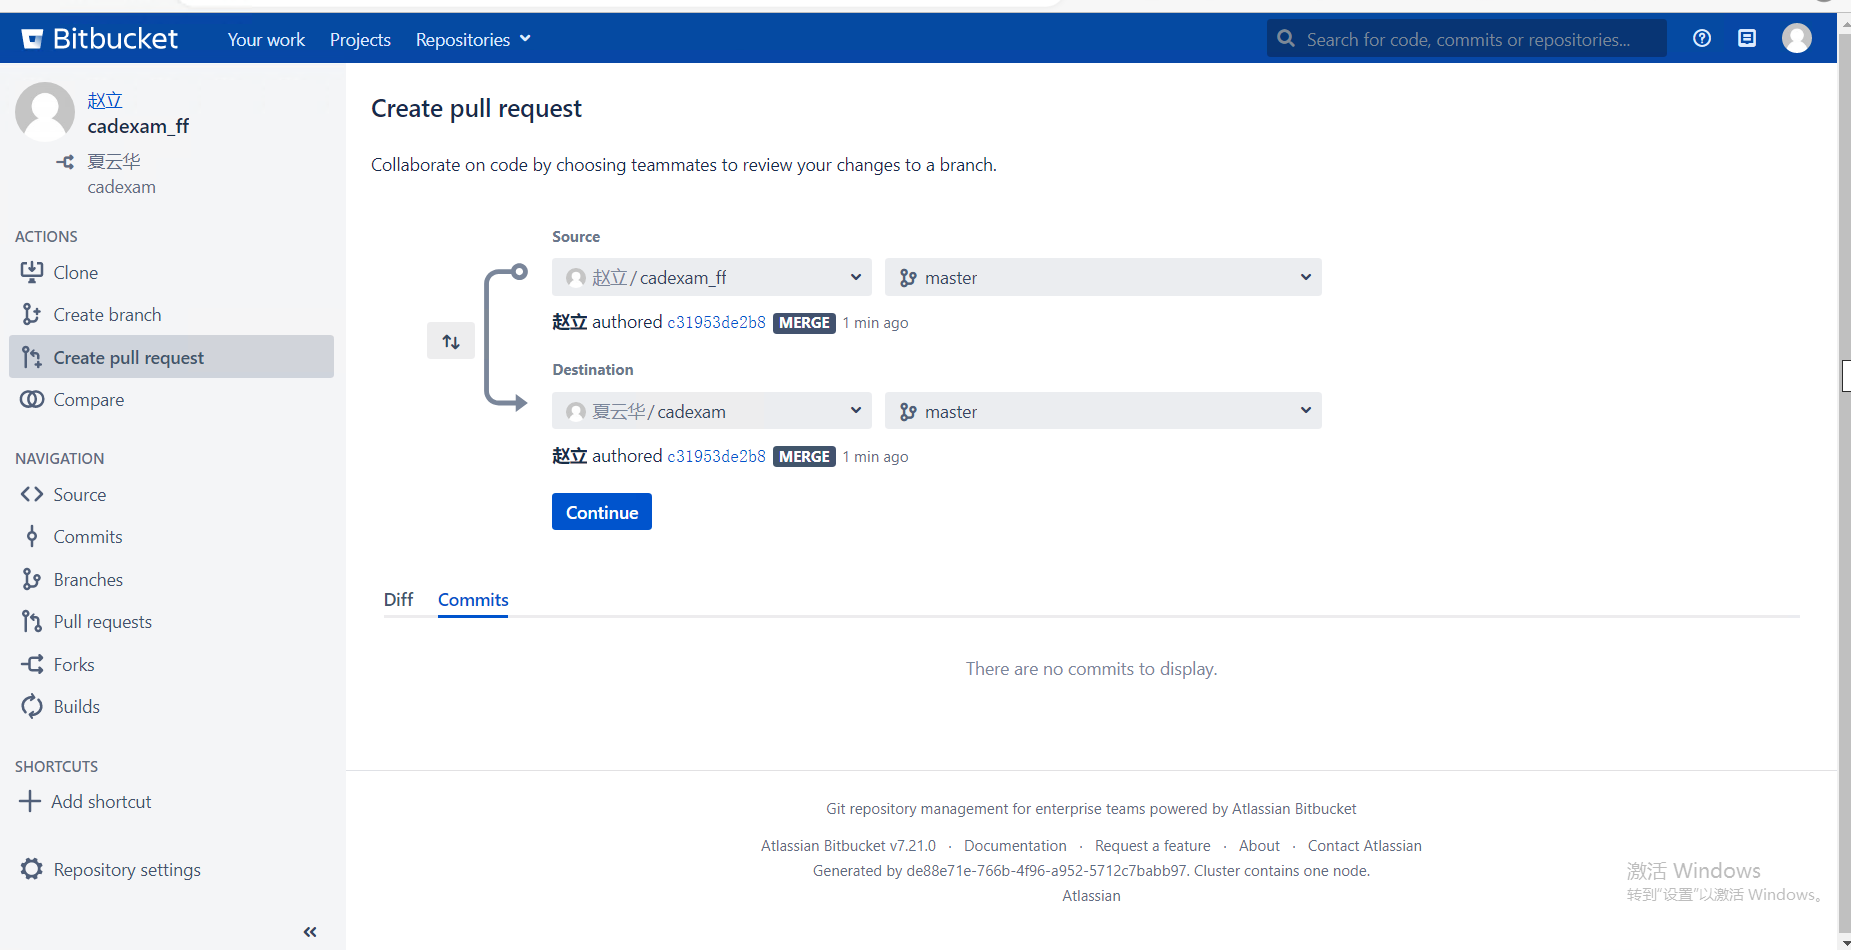 Bitbucket Your work Projects Repositories Search for code, commits or repositories...
赵立
cadexam_ff
夏云华
cadexam
ACTIONS
Clone
Create branch
Create pull request
Compare
NAVIGATION
Source
Commits
Branches
Pull requests
Forks
Builds
SHORTCUTS
Add shortcut
Repository settings
Create pull request
Collaborate on code by choosing teammates to review your changes to a branch.
Source
赵立/cadexam_ff master
赵立 authored c31953de2b8 MERGE 1 min ago
Destination
夏云华/cadexam master
赵立 authored c31953de2b8 MERGE 1 min ago
Continue
Diff Commits
There are no commits to display.
Git repository management for enterprise teams powered by Atlassian Bitbucket
Atlassian Bitbucket v7.21.0 · Documentation · Request a feature · About · Contact Atlassian
Generated by de88e71e-766b-4f96-a952-5712c7babb97. Cluster contains one node.
Atlassian
激活 Windows
转到“设置”以激活 Windows。